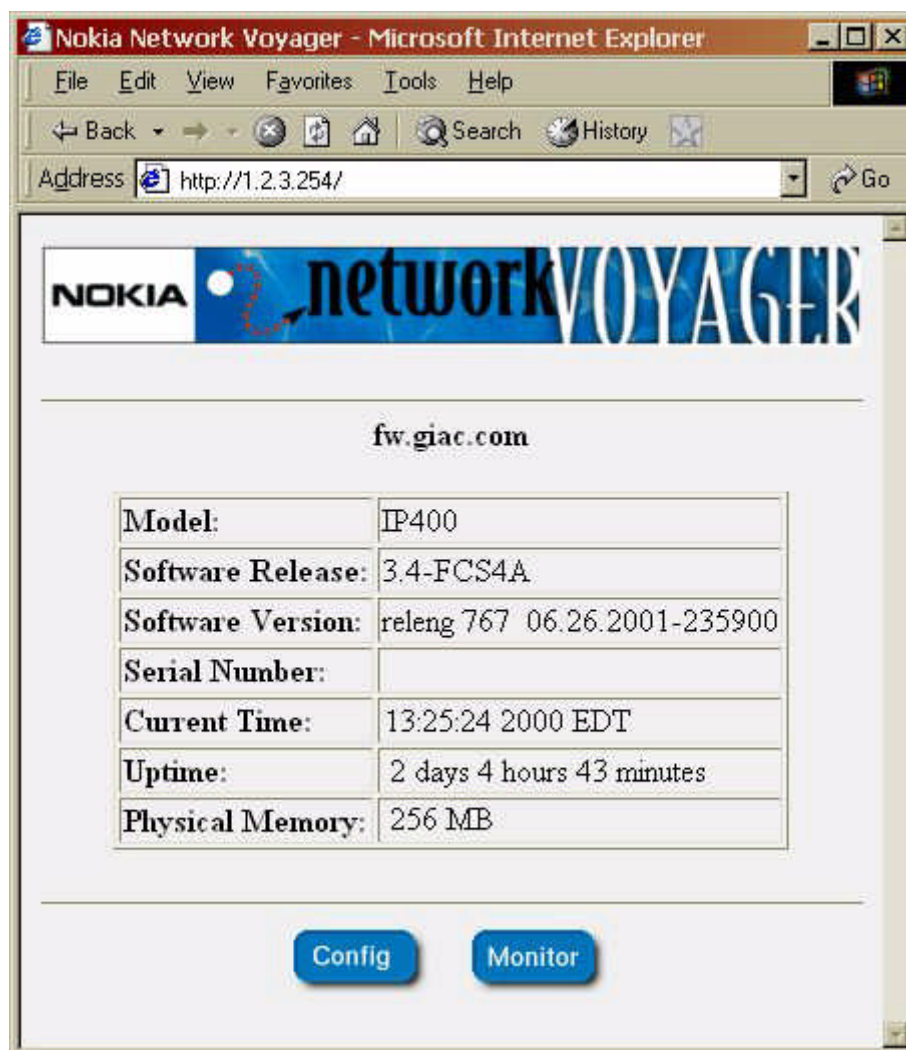 Nokia Network Voyager - Microsoft Internet Explorer
File Edit View Favorites Tools Help
Back Search History
Address http://1.2.3.254/ Go
NOKIA network VOYAGER
fw.giac.com
Model: IP400
Software Release: 3.4-FCS4A
Software Version: releng 767 06.26.2001-235900
Serial Number:
Current Time: 13:25:24 2000 EDT
Uptime: 2 days 4 hours 43 minutes
Physical Memory: 256 MB
Config Monitor